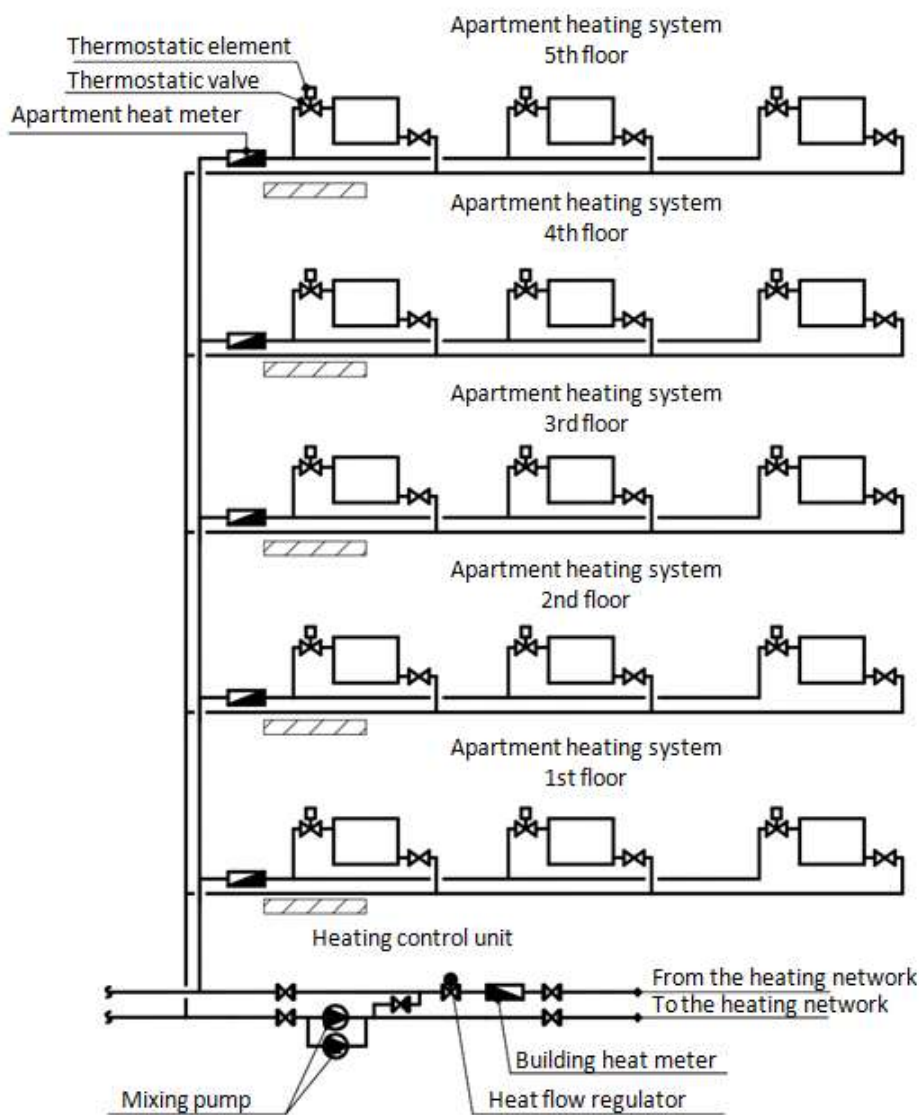 Apartment heating system
5th floor
Thermostatic element
Thermostatic valve
Apartment heat meter
Apartment heating system
4th floor
Apartment heating system
3rd floor
Apartment heating system
2nd floor
Apartment heating system
1st floor
Heating control unit
From the heating network
To the heating network
Building heat meter
Mixing pump
Heat flow regulator